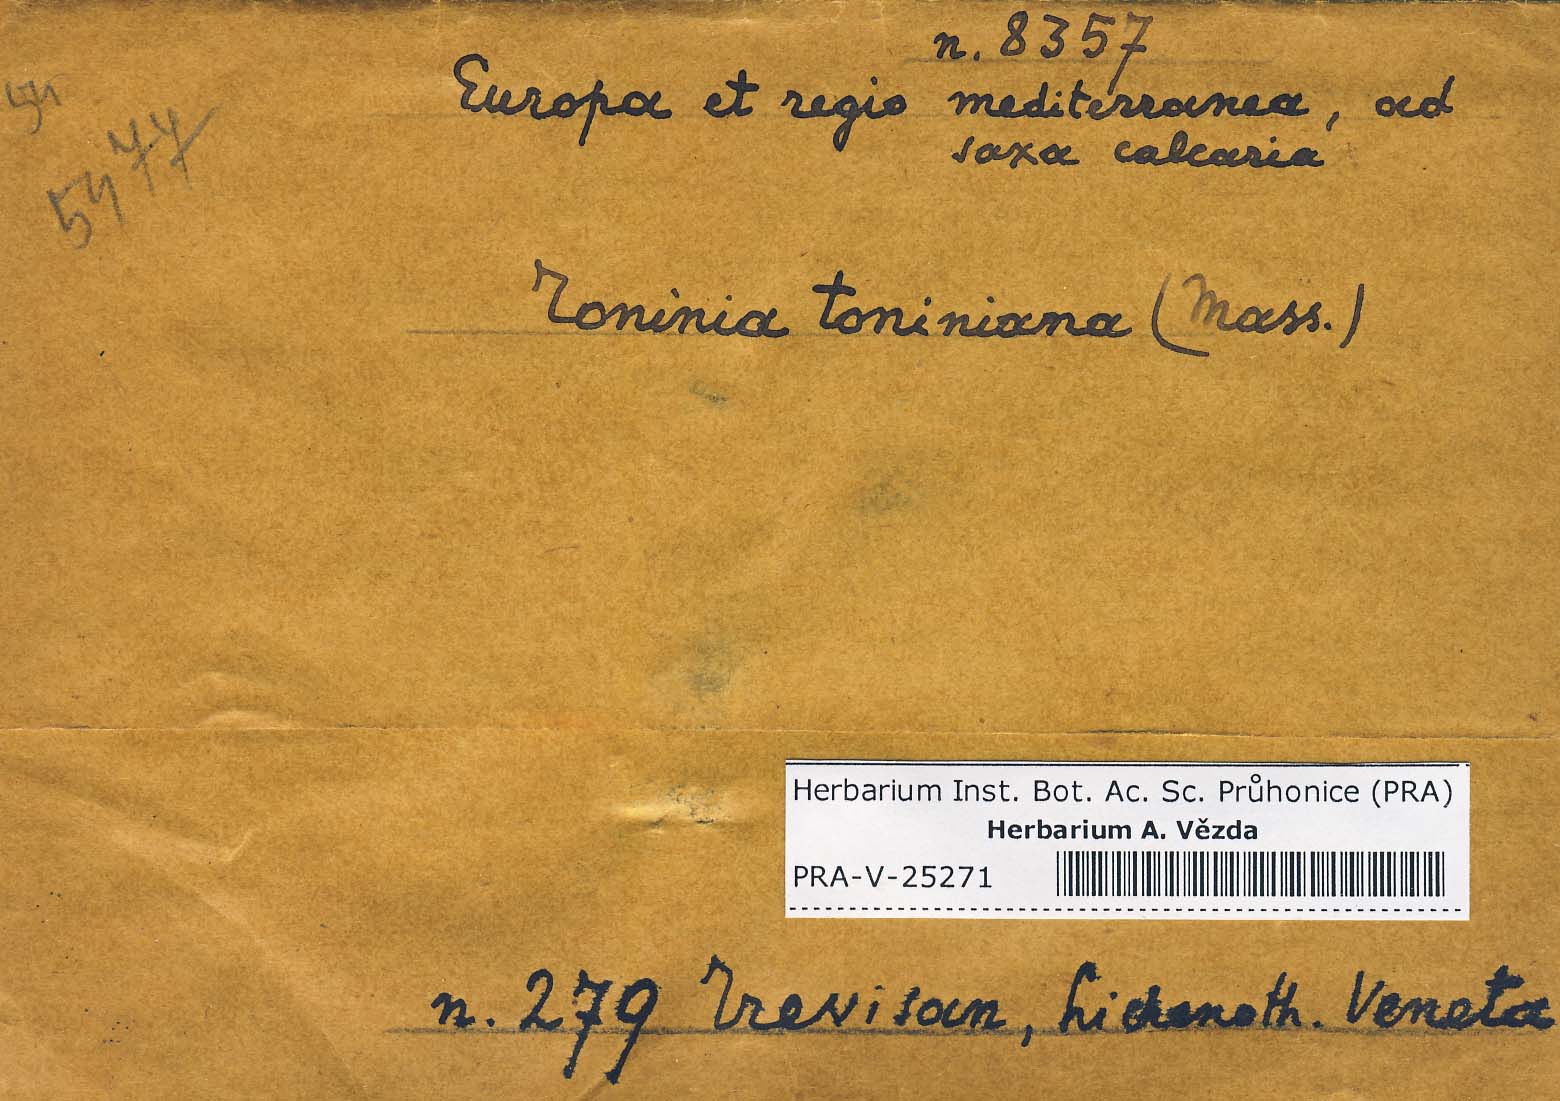 n. 8357
Europa et regio mediterranea, ad
saxa calcaria
5477
Toninia toniniana (Mass.)
Herbarium Inst. Bot. Ac. Sc. Průhonice (PRA)
Herbarium A. Vězda
PRA-V-25271
n. 279 Trevisan, Lichenoth. Veneta